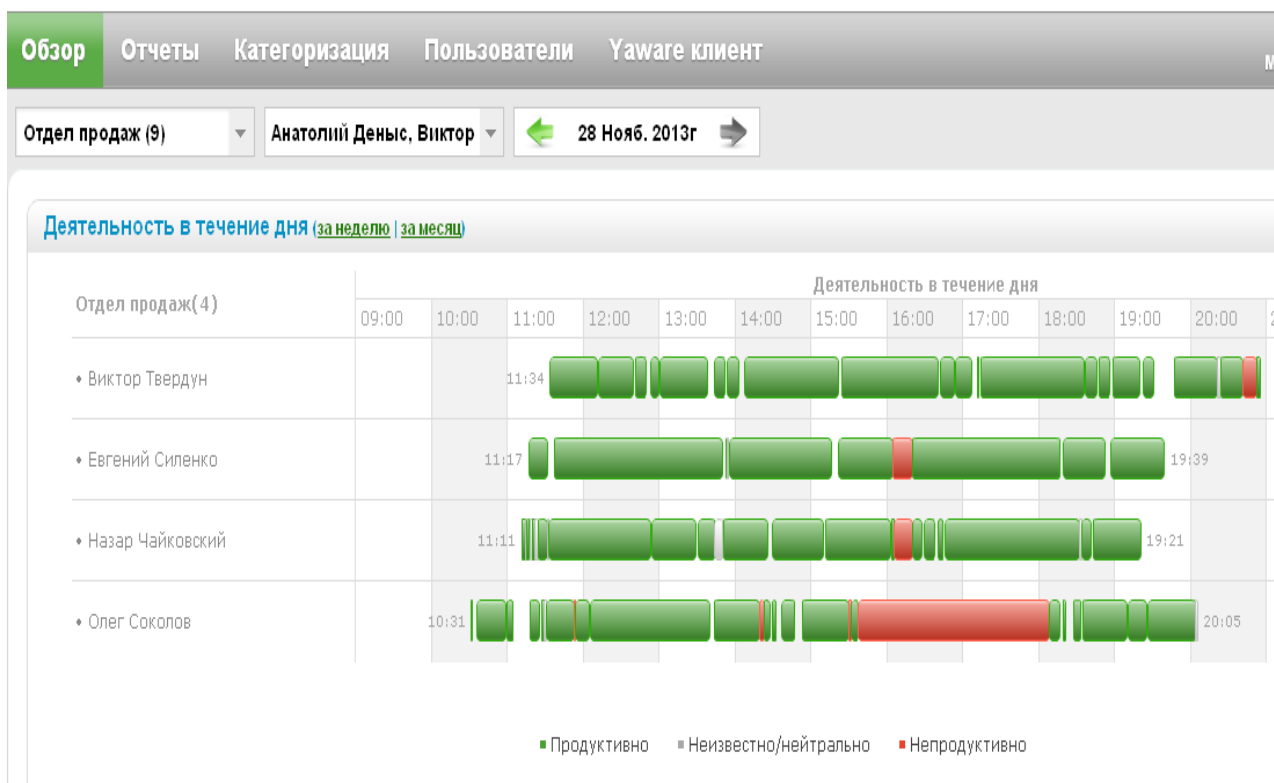 Обзор Отчеты Категоризация Пользователи Yaware клиент
Отдел продаж (9) Анатолий Деныс, Виктор 28 Нояб. 2013г
Деятельность в течение дня (за неделю | за месяц)
Деятельность в течение дня
Отдел продаж(4)
09:00 10:00 11:00 12:00 13:00 14:00 15:00 16:00 17:00 18:00 19:00 20:00
• Виктор Твердун 11:34
• Евгений Силенко 11:17 19:39
• Назар Чайковский 11:11 19:21
• Олег Соколов 10:31 20:05
Продуктивно Неизвестно/нейтрально Непродуктивно